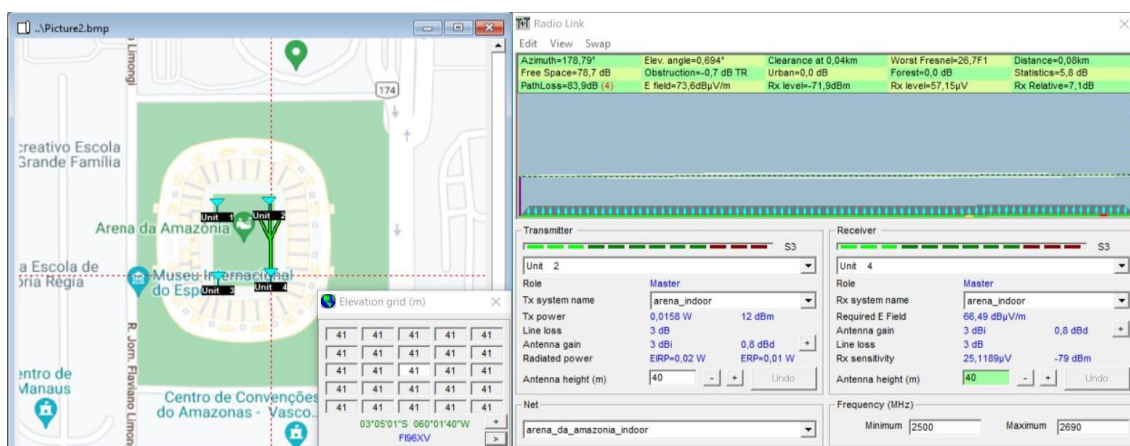 ..\Picture2.bmp
o Limongi
174
creativo Escola
Grande Família
Unit 1
Unit 2
Arena da Amazônia
a Escola de
ória Regia
Museu Internacional
do Esp
Unit 3
Unit 4
R. Jorn. Flaviano Limon
entro de
Manaus
Centro de Convenções
do Amazonas - Vasco...
Elevation grid (m)
41 41 41 41 41
41 41 41 41 41
41 41 41 41 41
41 41 41 41 41
41 41 41 41 41
03°05'01"S 060°01'40"W
+
FI96XV
>
Radio Link
Edit View Swap
Azimuth=178,79° Elev. angle=0,694° Clearance at 0,04km Worst Fresnel=26,7F1 Distance=0,08km
Free Space=78,7 dB Obstruction=-0,7 dB TR Urban=0,0 dB Forest=0,0 dB Statistics=5,8 dB
PathLoss=83,9dB (4) E field=73,6dBµV/m Rx level=-71,9dBm Rx level=57,15µV Rx Relative=7,1dB
Transmitter
S3
Unit 2
Role Master
Tx system name arena_indoor
Tx power 0,0158 W 12 dBm
Line loss 3 dB
Antenna gain 3 dBi 0,8 dBd +
Radiated power EIRP=0,02 W ERP=0,01 W
Antenna height (m) 40 - + Undo
Net
arena_da_amazonia_indoor
Receiver
S3
Unit 4
Role Master
Rx system name arena_indoor
Required E Field 66,49 dBµV/m
Antenna gain 3 dBi 0,8 dBd +
Line loss 3 dB
Rx sensitivity 25,1189µV -79 dBm
Antenna height (m) 40 - + Undo
Frequency (MHz)
Minimum 2500 Maximum 2690